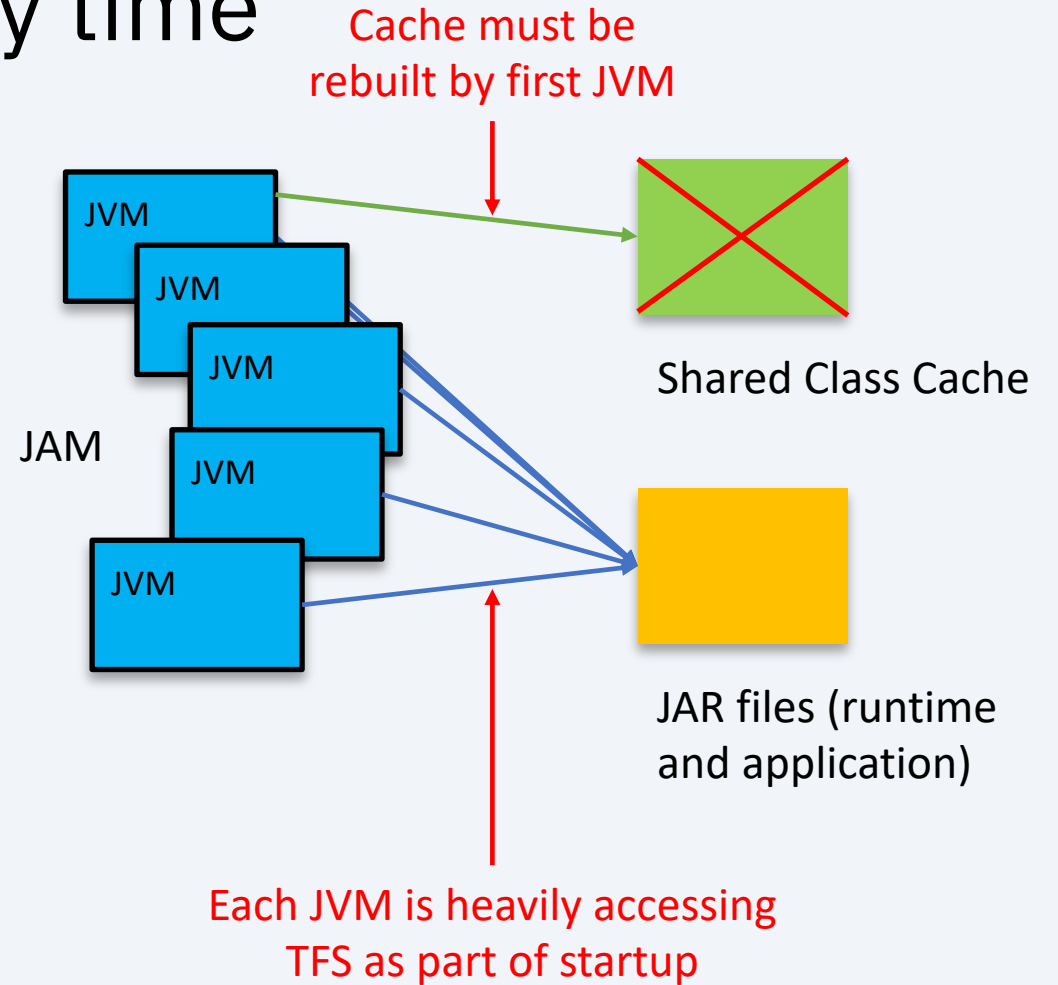 y time
Cache must be
rebuilt by first JVM
JVM
JVM
JVM
JAM
JVM
JVM
Shared Class Cache
JAR files (runtime
and application)
Each JVM is heavily accessing
TFS as part of startup